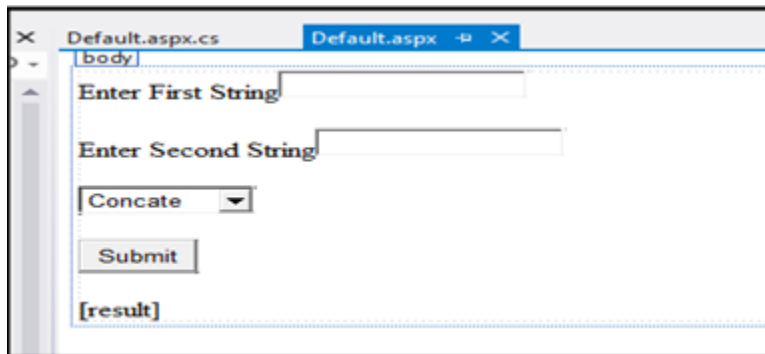 Default.aspx.cs Default.aspx
body
Enter First String
Enter Second String
Concate
Submit
[result]